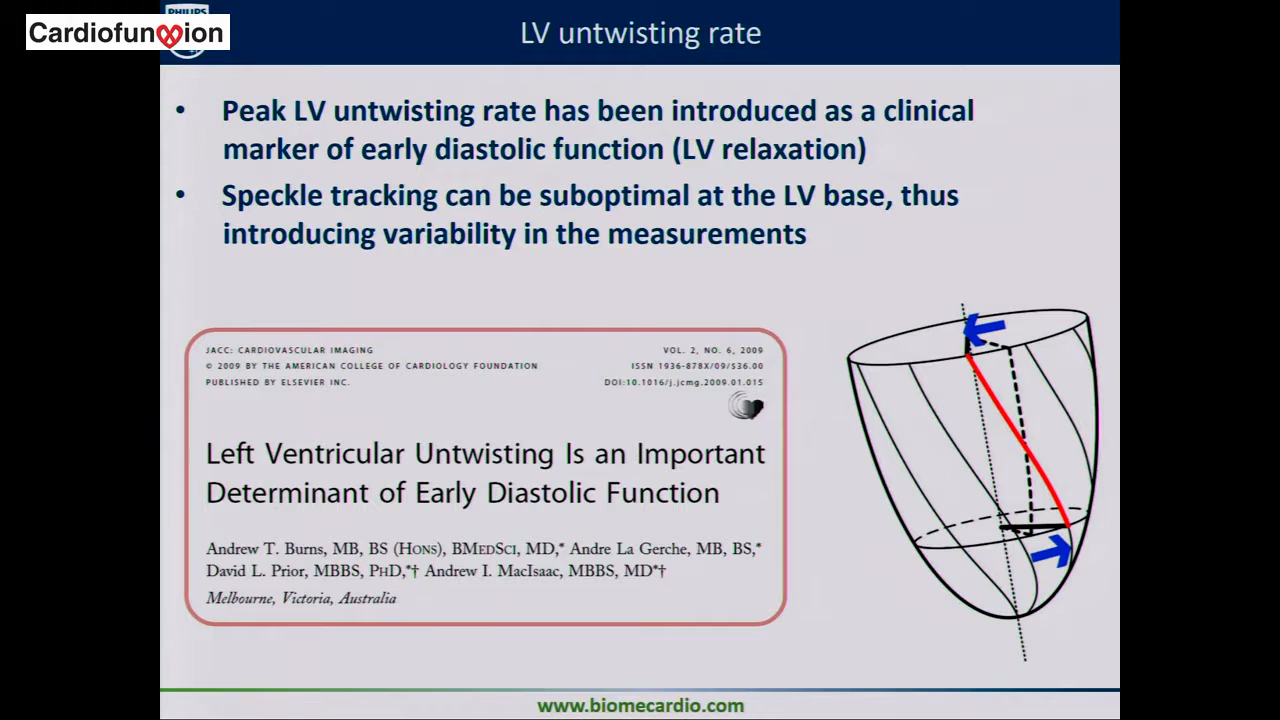 PHILIPS
Cardiofunxion
LV untwisting rate
• Peak LV untwisting rate has been introduced as a clinical
marker of early diastolic function (LV relaxation)
• Speckle tracking can be suboptimal at the LV base, thus
introducing variability in the measurements
JACC: CARDIOVASCULAR IMAGING VOL. 2, NO. 6, 2009
© 2009 BY THE AMERICAN COLLEGE OF CARDIOLOGY FOUNDATION ISSN 1936-878X/09/$36.00
PUBLISHED BY ELSEVIER INC. DOI:10.1016/j.jcmg.2009.01.015
Left Ventricular Untwisting Is an Important
Determinant of Early Diastolic Function
Andrew T. Burns, MB, BS (Hons), BMedSci, MD,* Andre La Gerche, MB, BS,*
David L. Prior, MBBS, PhD,*† Andrew I. MacIsaac, MBBS, MD*†
Melbourne, Victoria, Australia
www.biomecardio.com